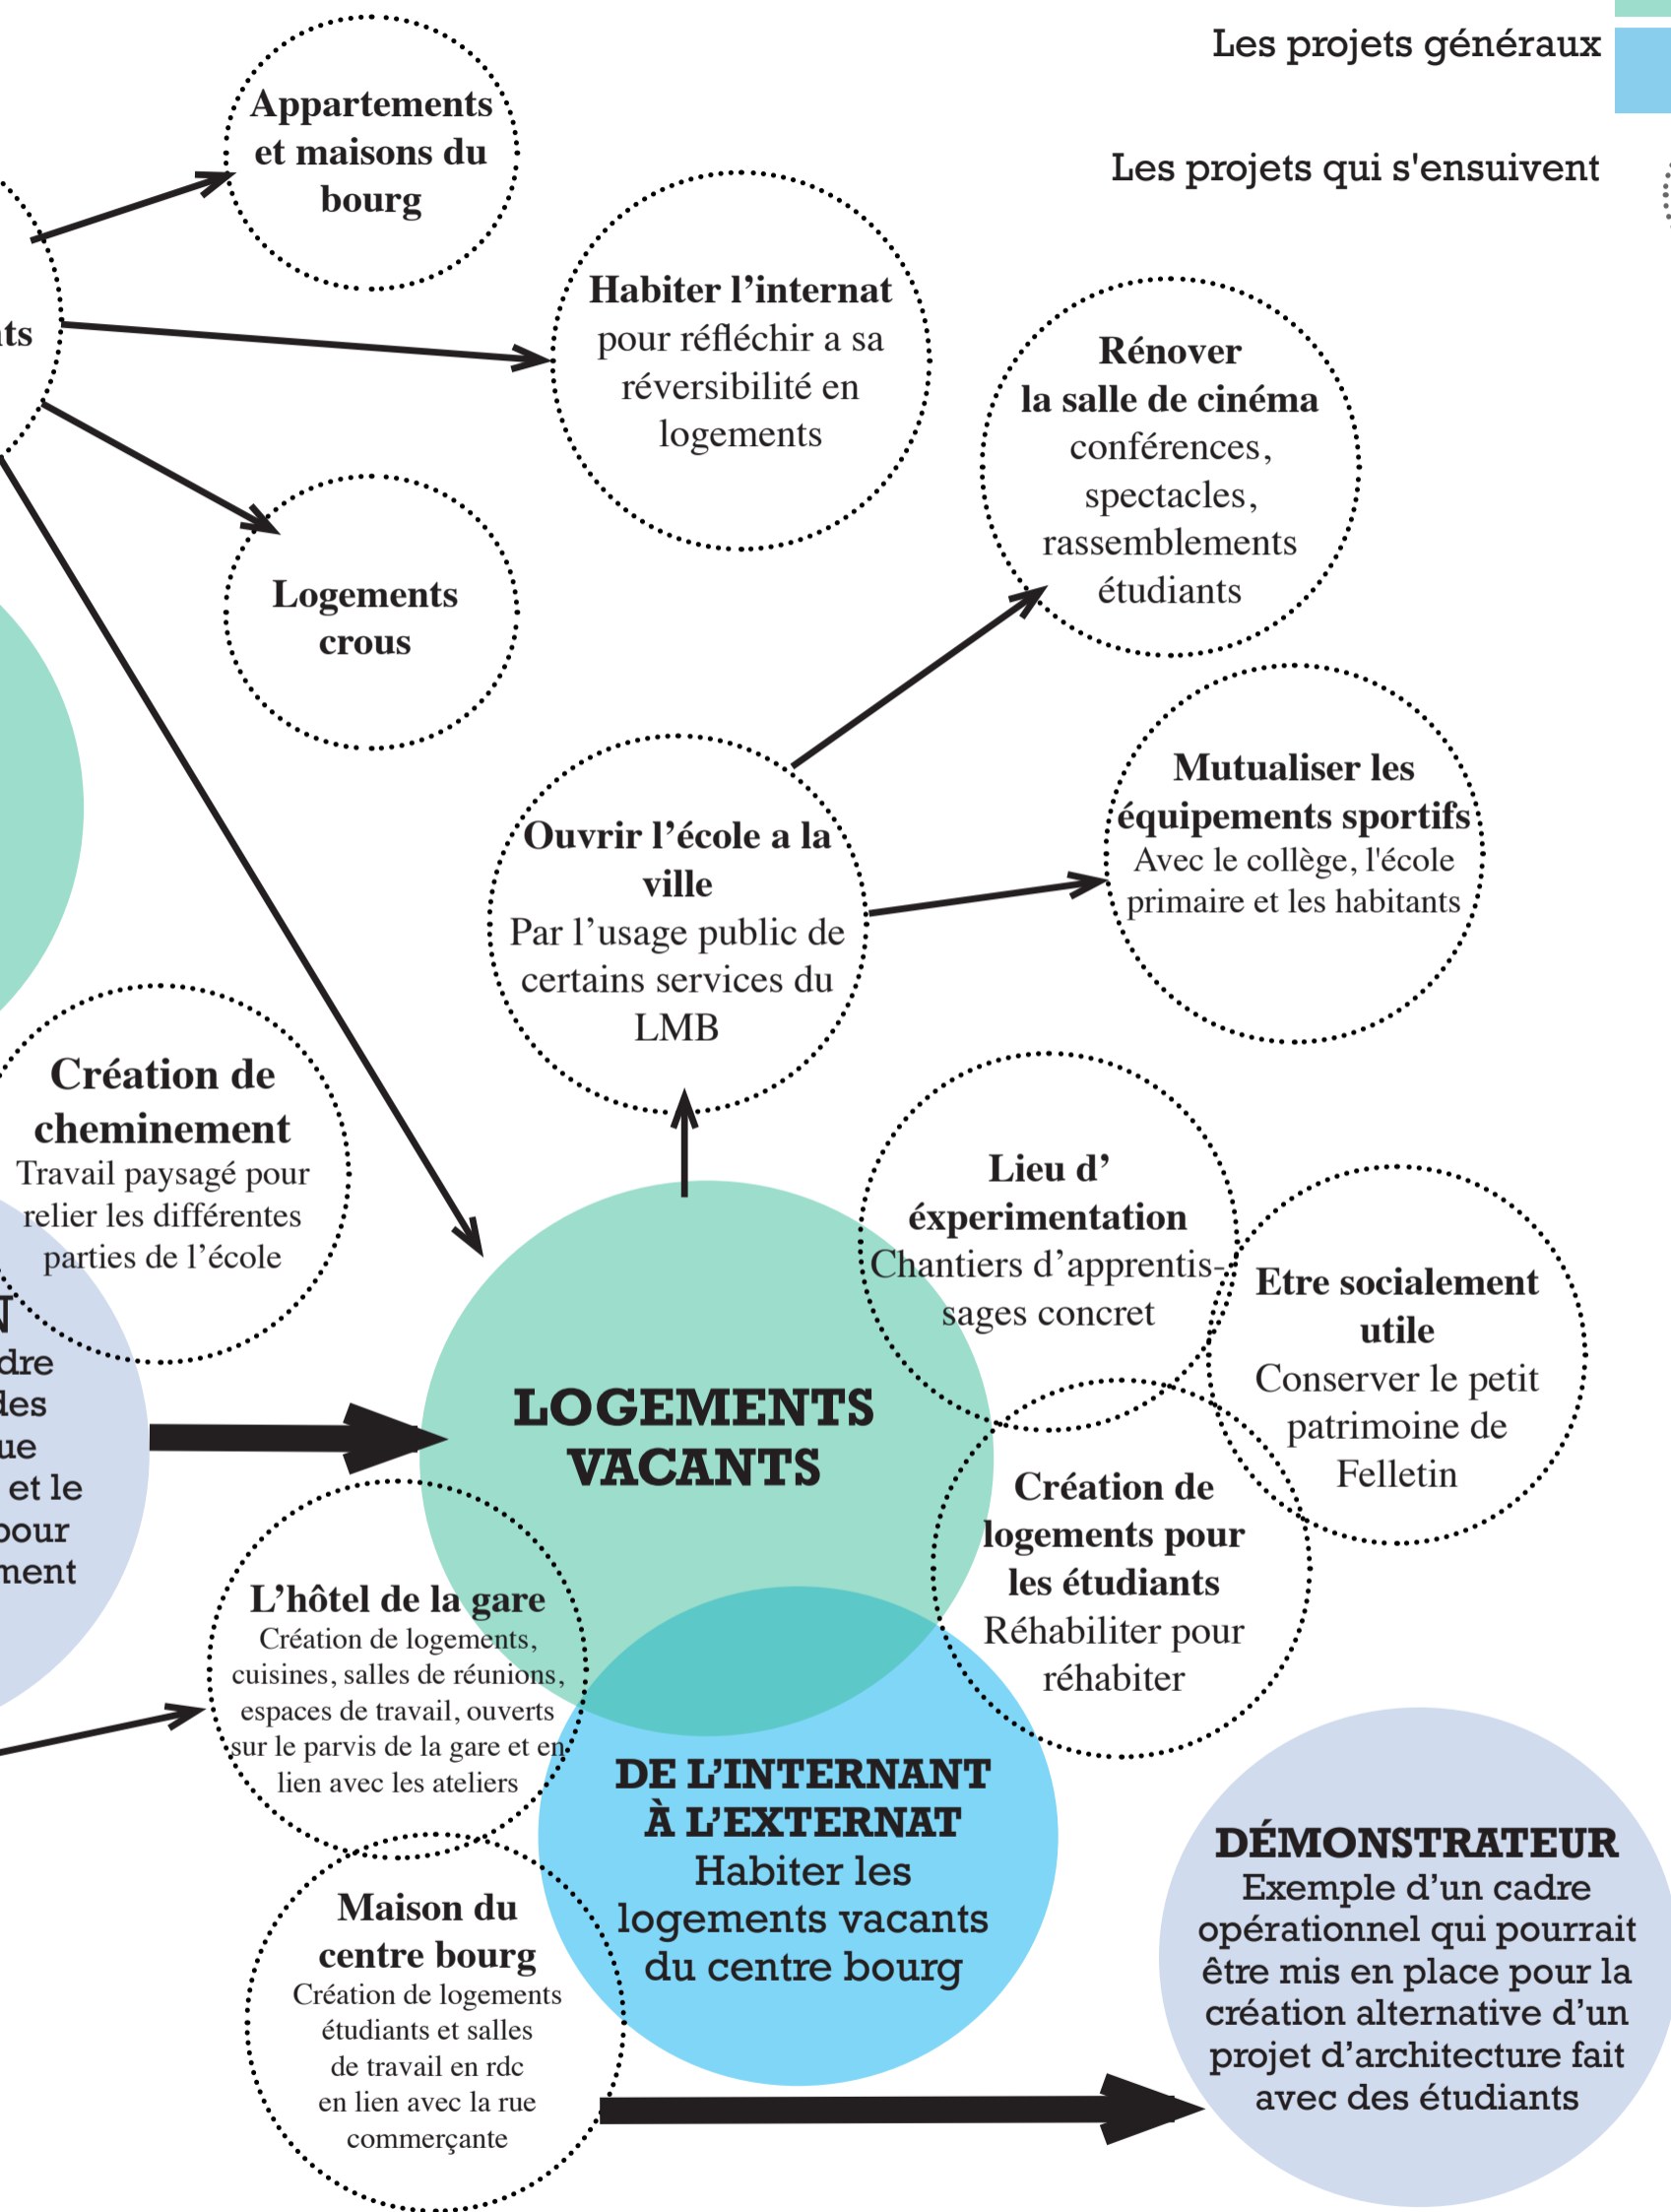 Les projets généraux
Les projets qui s'ensuivent
Appartements
et maisons du
bourg
Habiter l’internat
pour réfléchir a sa
réversibilité en
logements
Rénover
la salle de cinéma
conférences,
spectacles,
rassemblements
étudiants
Logements
crous
Mutualiser les
équipements sportifs
Avec le collège, l'école
primaire et les habitants
Ouvrir l’école a la
ville
Par l’usage public de
certains services du
LMB
Création de
cheminement
Travail paysagé pour
relier les différentes
parties de l’école
Lieu d’
éxperimentation
Chantiers d’apprentis-
sages concret
Etre socialement
utile
Conserver le petit
patrimoine de
Felletin
et le
LOGEMENTS
VACANTS
Création de
logements pour
les étudiants
Réhabiliter pour
réhabiter
L’hôtel de la gare
Création de logements,
cuisines, salles de réunions,
espaces de travail, ouverts
sur le parvis de la gare et en
lien avec les ateliers
DE L’INTERNANT
À L’EXTERNAT
Habiter les
logements vacants
du centre bourg
Maison du
centre bourg
Création de logements
étudiants et salles
de travail en rdc
en lien avec la rue
commerçante
DÉMONSTRATEUR
Exemple d’un cadre
opérationnel qui pourrait
être mis en place pour la
création alternative d’un
projet d’architecture fait
avec des étudiants